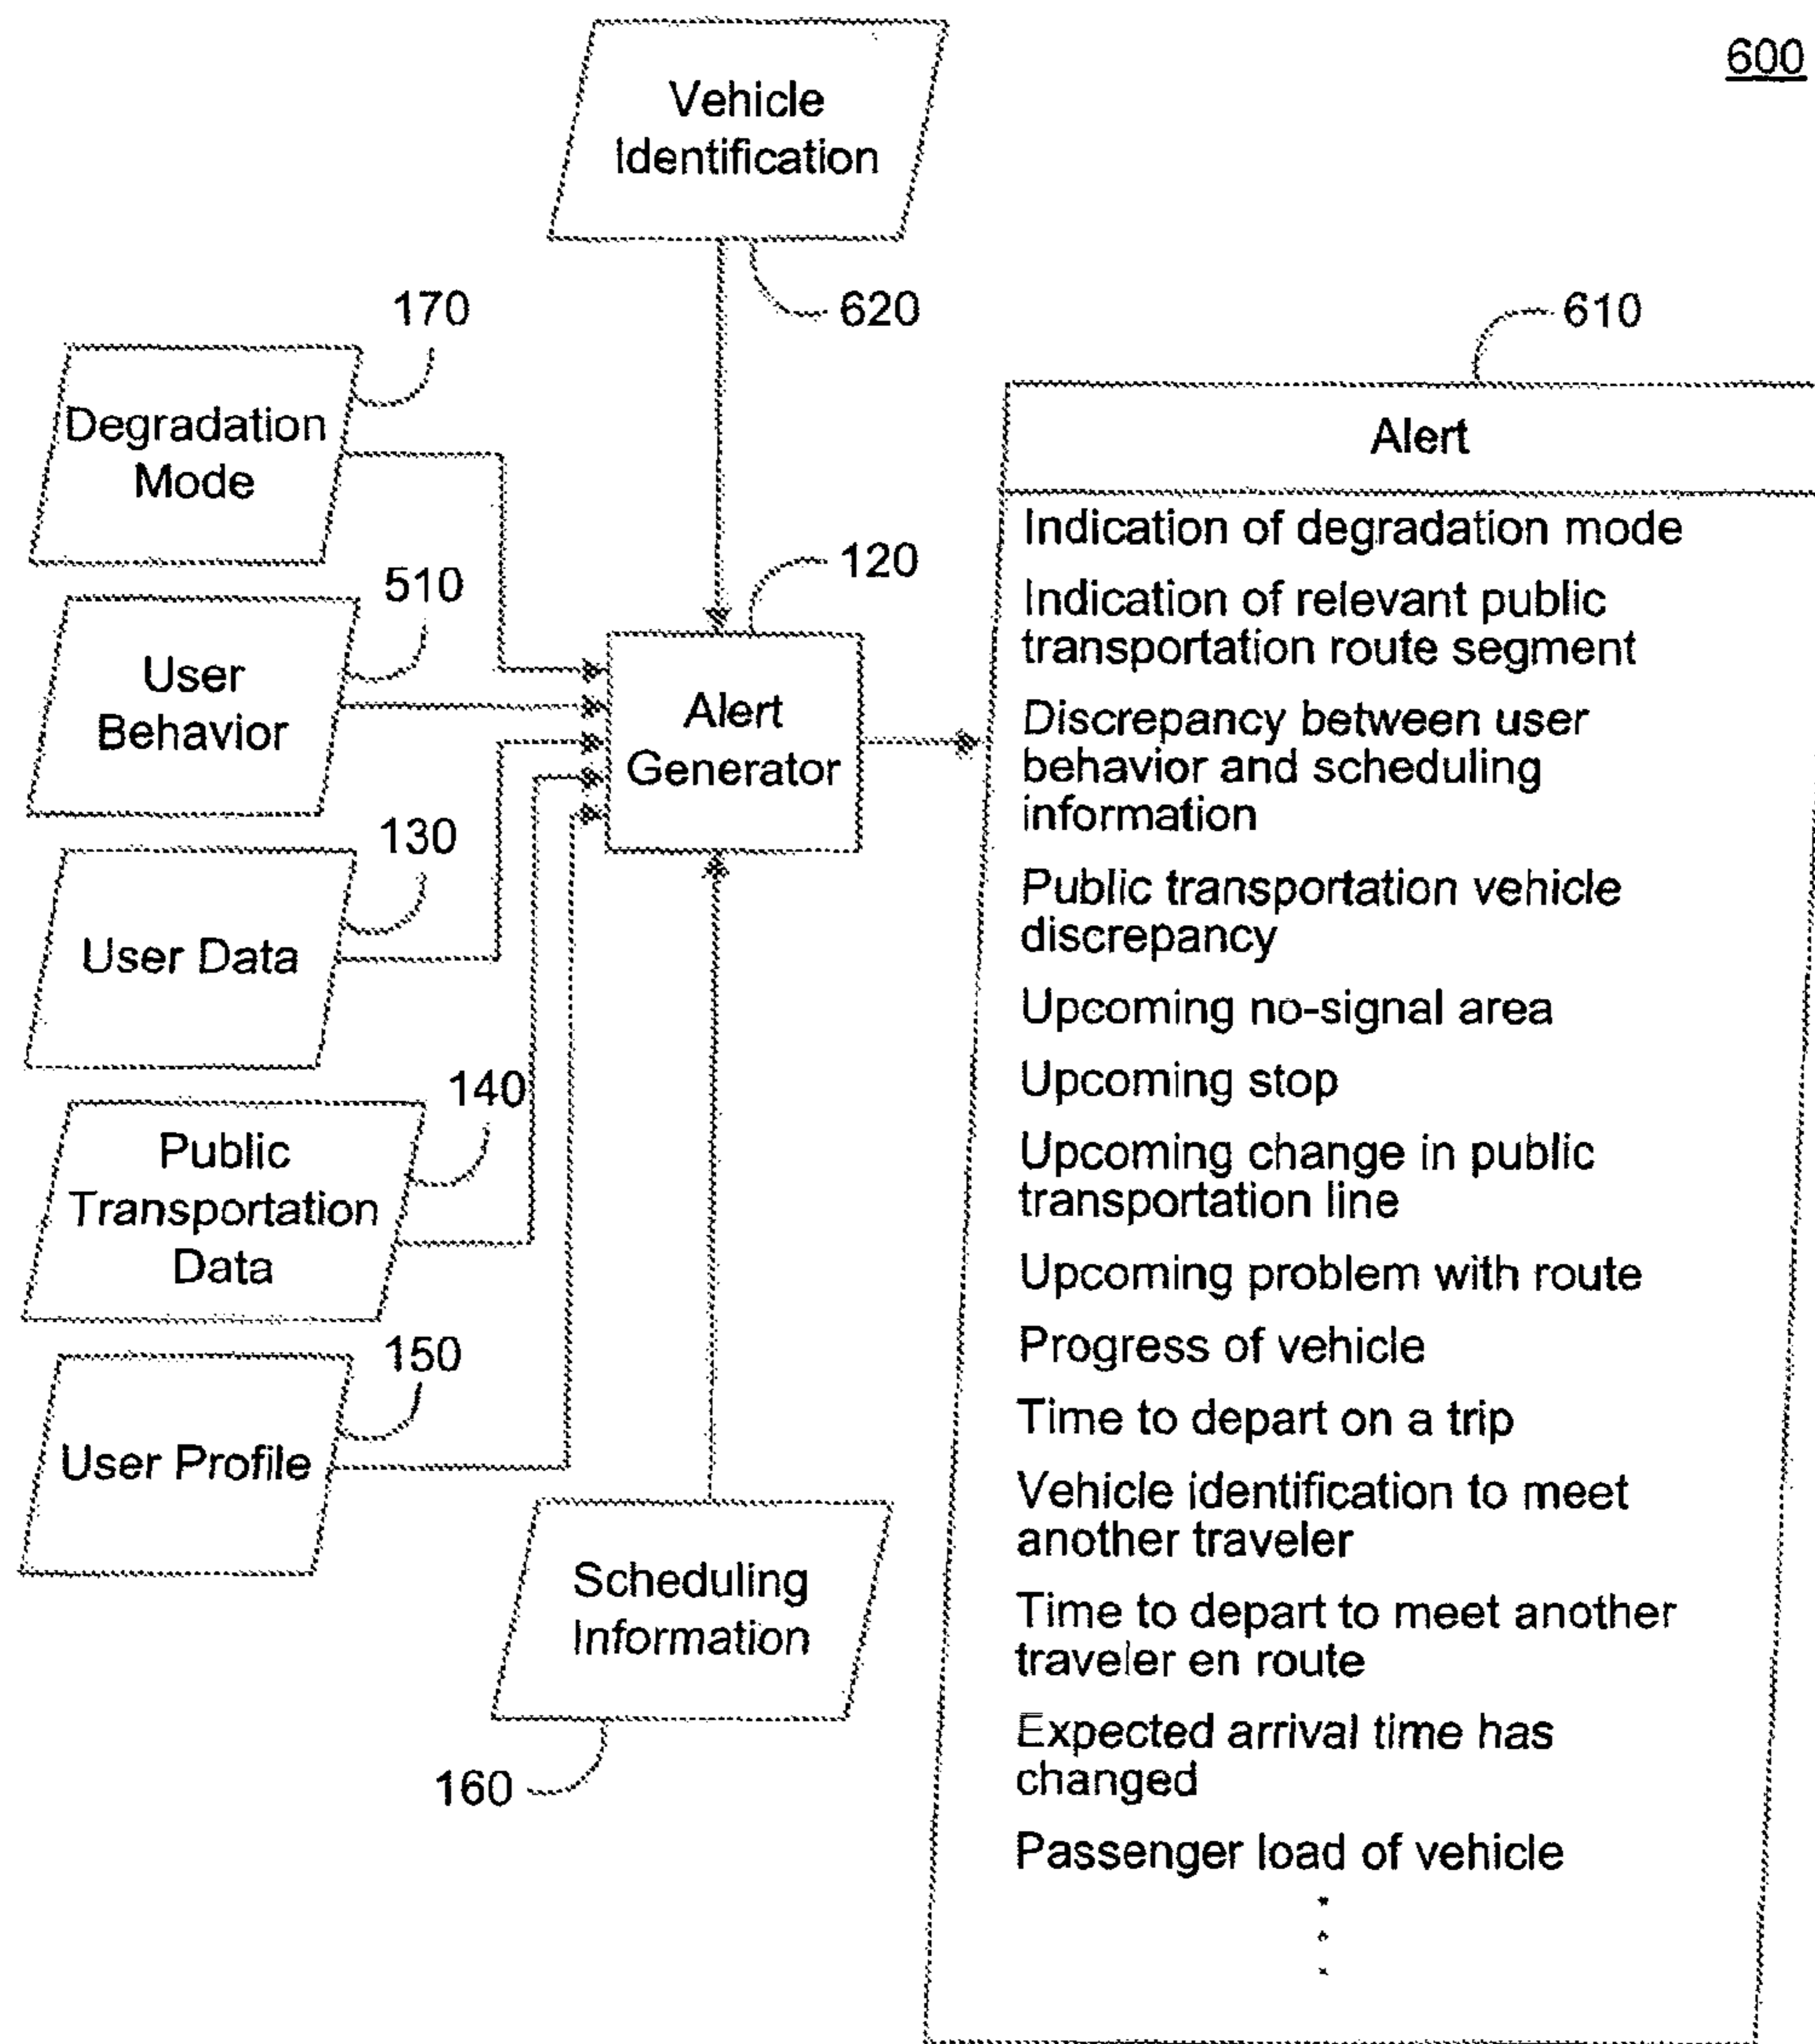 600
Vehicle
Identification
620
170
Degradation
Mode
510
User
Behavior
130
User Data
140
Public
Transportation
Data
150
User Profile
120
Alert
Generator
Scheduling
Information
160
610
Alert
Indication of degradation mode
Indication of relevant public
transportation route segment
Discrepancy between user
behavior and scheduling
information
Public transportation vehicle
discrepancy
Upcoming no-signal area
Upcoming stop
Upcoming change in public
transportation line
Upcoming problem with route
Progress of vehicle
Time to depart on a trip
Vehicle identification to meet
another traveler
Time to depart to meet another
traveler en route
Expected arrival time has
changed
Passenger load of vehicle